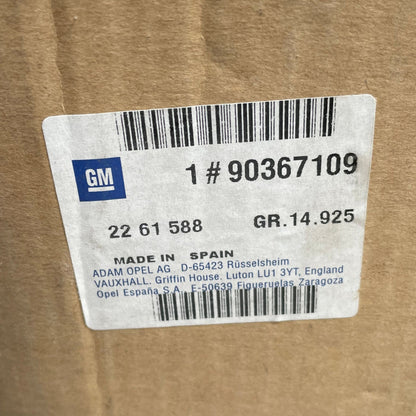 GM
1 # 90367109
22 61 588 GR.14.925
MADE IN SPAIN
ADAM OPEL AG D-65423 Rüsselsheim
VAUXHALL. Griffin House. Luton LU1 3YT, England
Opel España S.A., E-50639 Figueruelas Zaragoza